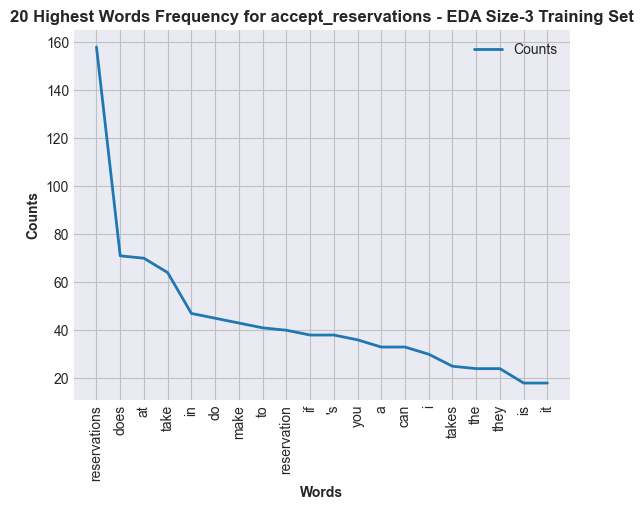 20 Highest Words Frequency for accept_reservations - EDA Size-3 Training Set
Counts
160
140
120
100
80
60
40
20
Counts
reservations
does
at
take
in
do
make
to
reservation
if
's
you
a
can
i
takes
the
they
is
it
Words